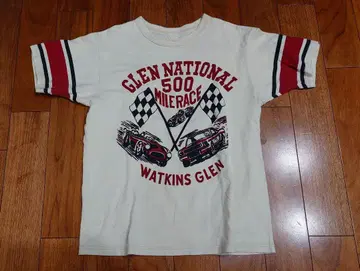 GLEN NATIONAL
500
MILE RACE
WATKINS GLEN